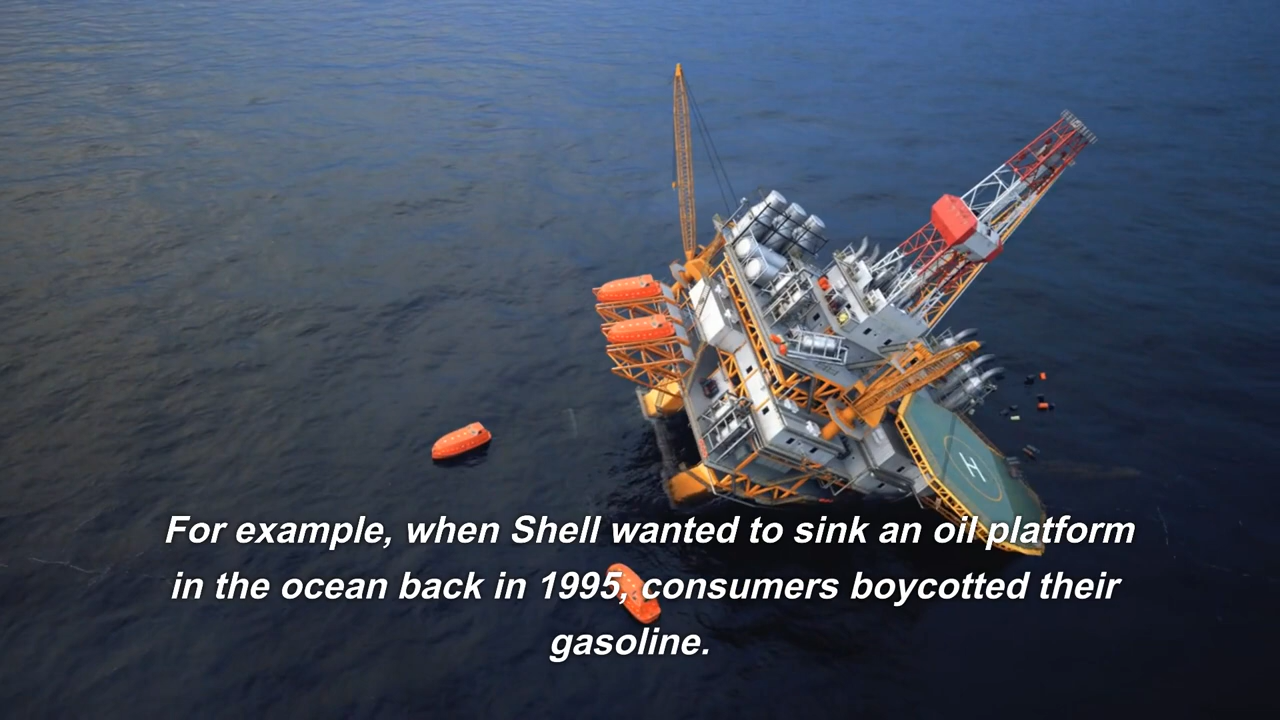 H
For example, when Shell wanted to sink an oil platform
in the ocean back in 1995, consumers boycotted their
gasoline.